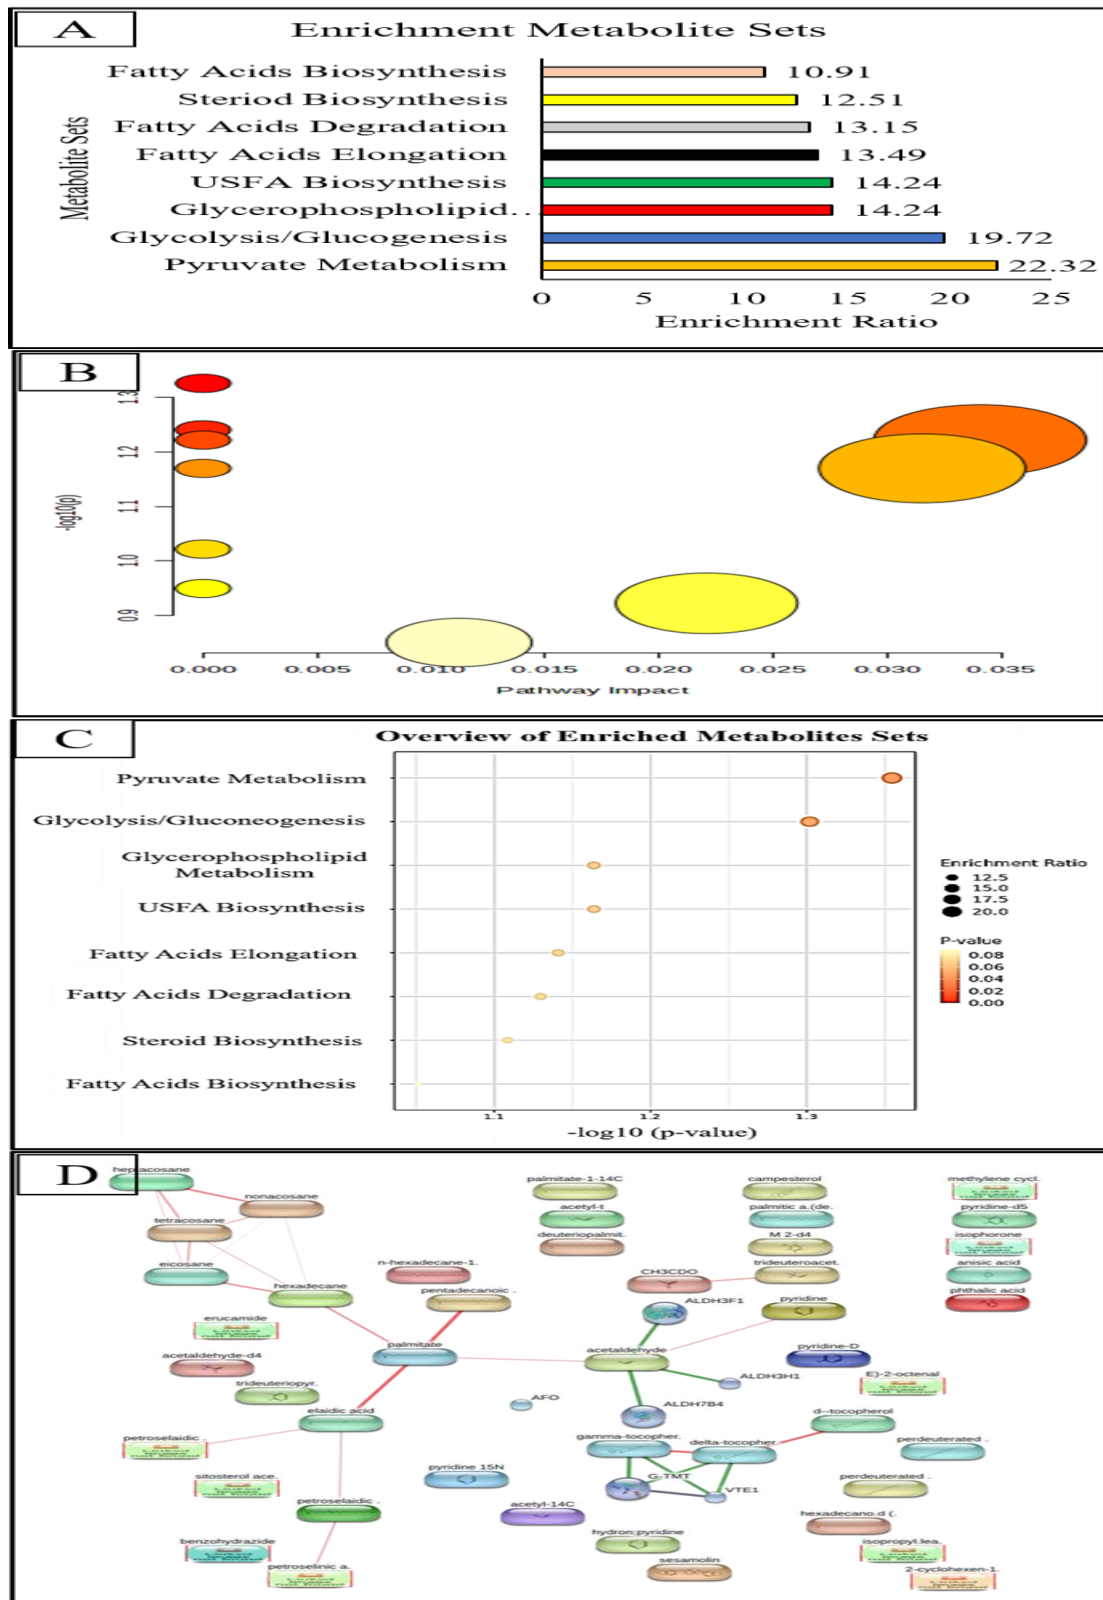 A
Enrichment Metabolite Sets
Metabolite Sets
Fatty Acids Biosynthesis 10.91
Steriod Biosynthesis 12.51
Fatty Acids Degradation 13.15
Fatty Acids Elongation 13.49
USFA Biosynthesis 14.24
Glycerophospholipid... 14.24
Glycolysis/Glucogenesis 19.72
Pyruvate Metabolism 22.32
0 5 10 15 20 25
Enrichment Ratio
B
-log10(p)
1.3
1.2
1.1
1.0
0.9
0.000 0.005 0.010 0.015 0.020 0.025 0.030 0.035
Pathway Impact
C
Overview of Enriched Metabolites Sets
Pyruvate Metabolism
Glycolysis/Gluconeogenesis
Glycerophospholipid
Metabolism
USFA Biosynthesis
Fatty Acids Elongation
Fatty Acids Degradation
Steroid Biosynthesis
Fatty Acids Biosynthesis
1.1 1.2 1.3
-log10 (p-value)
Enrichment Ratio
12.5
15.0
17.5
20.0
P-value
0.08
0.06
0.04
0.02
0.00
D
heptacosane
nonacosane
tetracosane
eicosane
hexadecane
n-hexadecane-1.
pentadecanoic .
erucamide
acetaldehyde-d4
palmitate
trideuteriopyr.
elaidic acid
petroselaidic .
sitosterol ace.
petroselaidic .
benzohydrazide
petroselinic a.
palmitate-1-14C
acetyl-t
deuteriopalmit.
campesterol
palmitic a.(de.
M 2-d4
trideuteroacet.
CH3CDO
methylene cycl.
pyridine-d5
isophorone
anisic acid
phthalic acid
ALDH3F1
pyridine
acetaldehyde
pyridine-D
ALDH3H1
E)-2-octenal
AFO
ALDH7B4
d--tocopherol
gamma-tocopher.
delta-tocopher.
perdeuterated .
pyridine 15N
G-TMT
VTE1
perdeuterated .
acetyl-14C
hexadecano.d (.
hydron;pyridine
isopropyl.lea.
sesamolin
2-cyclohexen-1.